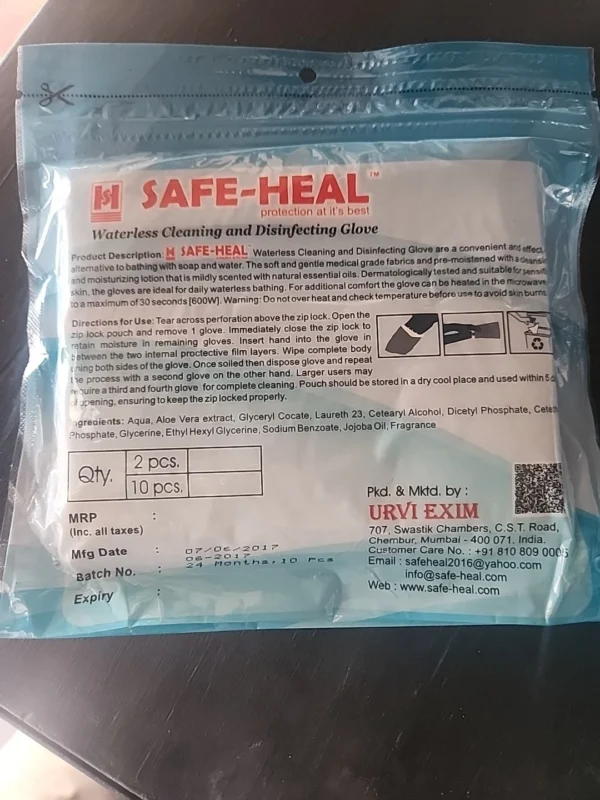 SAFE-HEAL™
protection at it's best
Waterless Cleaning and Disinfecting Glove
Product Description: SAFE-HEAL Waterless Cleaning and Disinfecting Glove are a convenient and
alternative to bathing with soap and water. The soft and gentle medical grade fabrics and pre-moistened with a
and moisturizing lotion that is mildly scented with natural essential oils. Dermatologically tested and suitable for
skin, the gloves are ideal for daily waterless bathing. For additional comfort the glove can be heated in the microwave
to a maximum of 30 seconds [600W]. Warning: Do not over heat and check temperature before use to avoid skin burns
Directions for Use: Tear across perforation above the zip lock. Open the
zip lock pouch and remove 1 glove. Immediately close the zip lock to
retain moisture in remaining gloves. Insert hand into the glove in
between the two internal proctective film layers. Wipe complete body
both sides of the glove. Once soiled then dispose glove and repeat
the process with a second glove on the other hand. Larger users may
require a third and fourth glove for complete cleaning. Pouch should be stored in a dry cool place and used within 5
opening, ensuring to keep the zip locked properly.
Ingredients: Aqua, Aloe Vera extract, Glyceryl Cocate, Laureth 23, Cetearyl Alcohol, Dicetyl Phosphate,
Phosphate, Glycerine, Ethyl Hexyl Glycerine, Sodium Benzoate, Jojoba Oil, Fragrance
Qty. 2 pcs.
10 pcs.
MRP :
(Inc. all taxes)
Mfg Date : 07/06/2017
Batch No. : 06-2017
24 Months, 10 Pcs
Expiry :
Pkd. & Mktd. by :
URVI EXIM
707, Swastik Chambers, C.S.T. Road,
Chembur, Mumbai - 400 071. India.
Customer Care No. : +91 810 809 0005
Email : safeheal2016@yahoo.com
info@safe-heal.com
Web : www.safe-heal.com